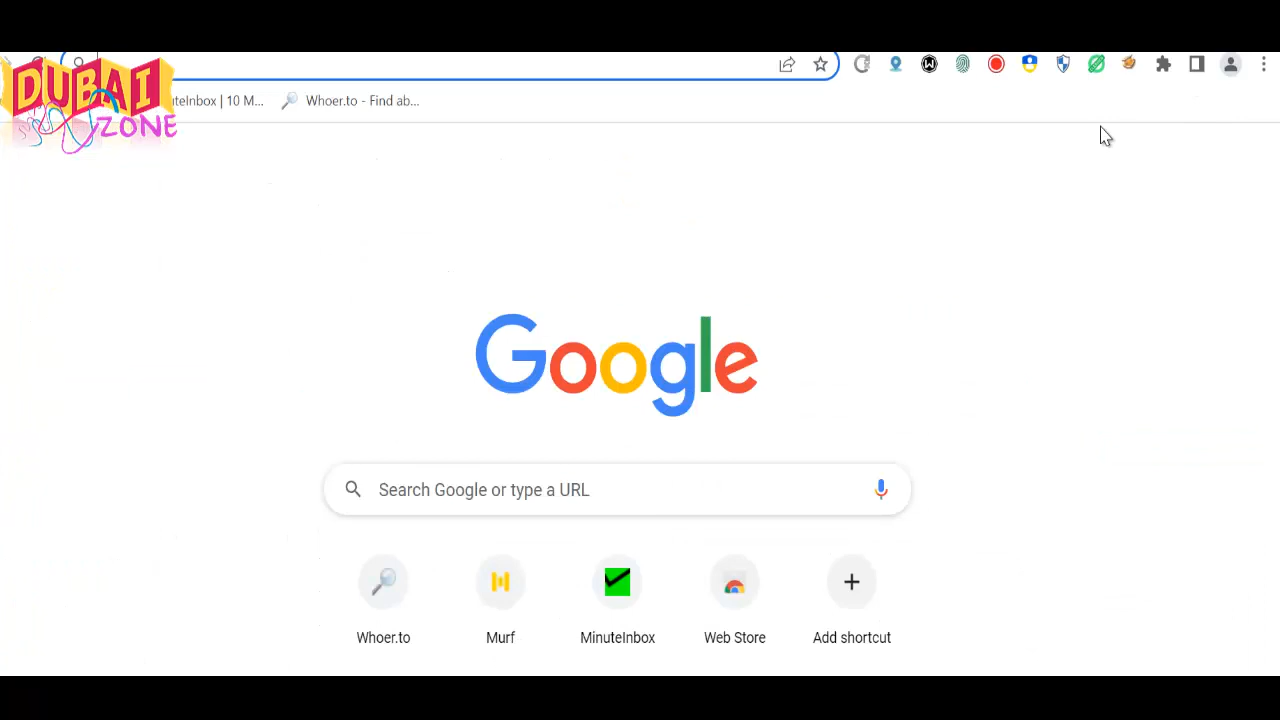 DUBAI
ZONE
uteInbox | 10 M...
Whoer.to - Find ab...
Google
Search Google or type a URL
Whoer.to
Murf
MinuteInbox
Web Store
Add shortcut